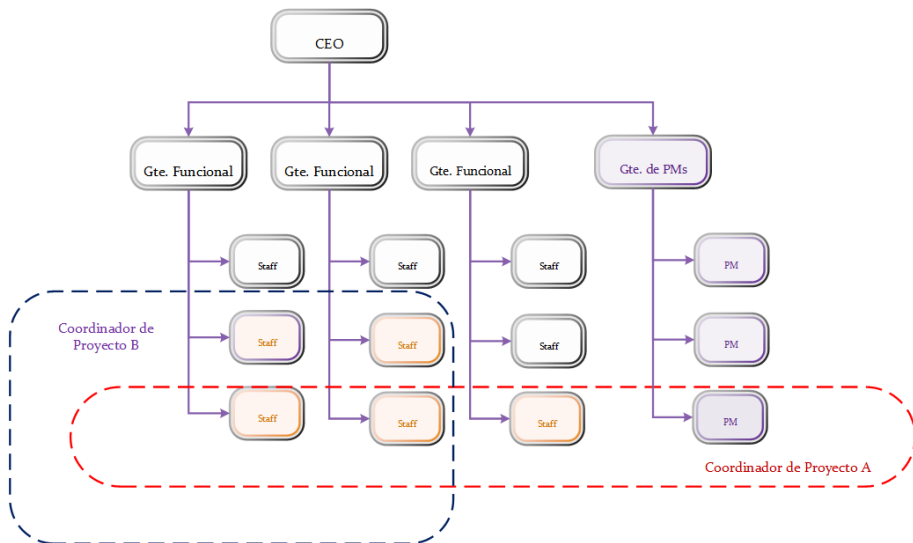 CEO
Gte. Funcional
Gte. Funcional
Gte. Funcional
Gte. de PMs
Staff
Staff
Staff
PM
Coordinador de
Proyecto B
Staff
Staff
Staff
PM
Staff
Staff
Staff
PM
Coordinador de Proyecto A